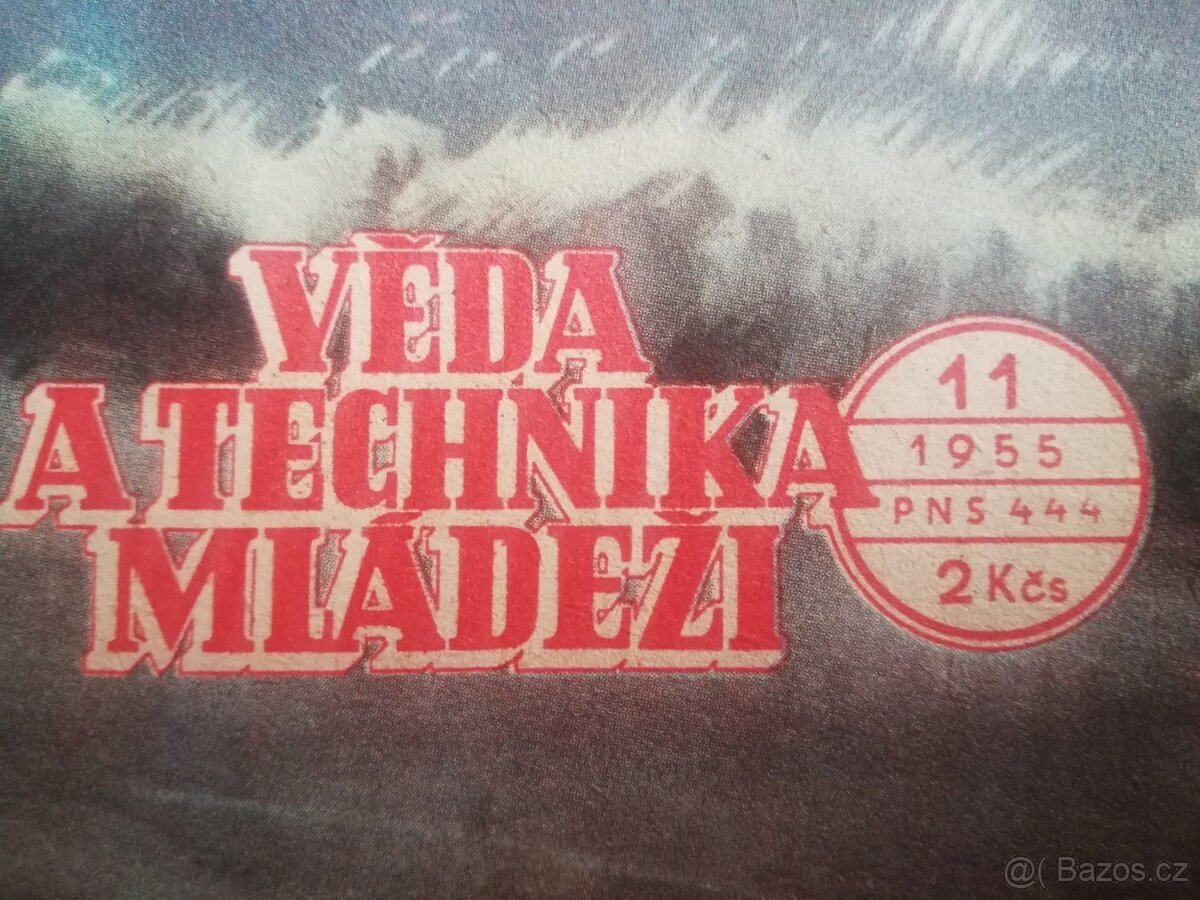 VĚDA
A TECHNIKA
MLÁDEŽI
11
1955
PNS 444
2 Kčs
@( Bazos.cz